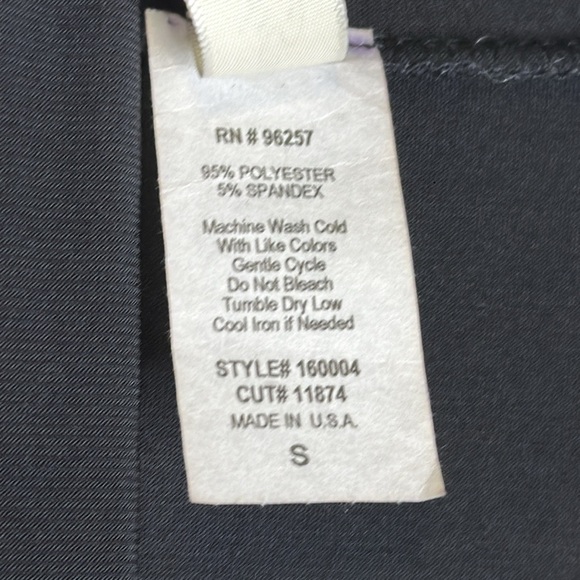 RN # 96257
95% POLYESTER
5% SPANDEX
Machine Wash Cold
With Like Colors
Gentle Cycle
Do Not Bleach
Tumble Dry Low
Cool Iron if Needed
STYLE# 160004
CUT# 11874
MADE IN U.S.A.
S